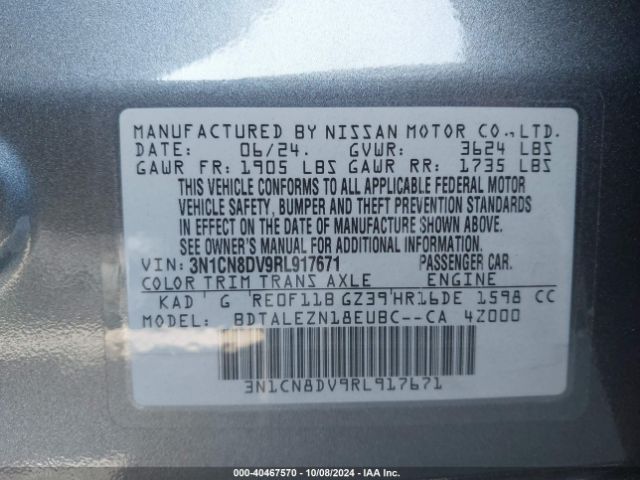 MANUFACTURED BY NISSAN MOTOR CO.,LTD.
DATE: 06/24. GVWR: 3624 LBS
GAWR FR: 1905 LBS GAWR RR: 1735 LBS
THIS VEHICLE CONFORMS TO ALL APPLICABLE FEDERAL MOTOR
VEHICLE SAFETY, BUMPER AND THEFT PREVENTION STANDARDS
IN EFFECT ON THE DATE OF MANUFACTURE SHOWN ABOVE.
SEE OWNER'S MANUAL FOR ADDITIONAL INFORMATION.
VIN: 3N1CN8DV9RL917671 PASSENGER CAR.
COLOR TRIM TRANS AXLE ENGINE
KAD G RE0F11B GZ39 HR16DE 1598 CC
MODEL: BDTALEZN18EUBC--CA 4Z000
3N1CN8DV9RL917671
000-40467570 - 10/08/2024 - IAA Inc.